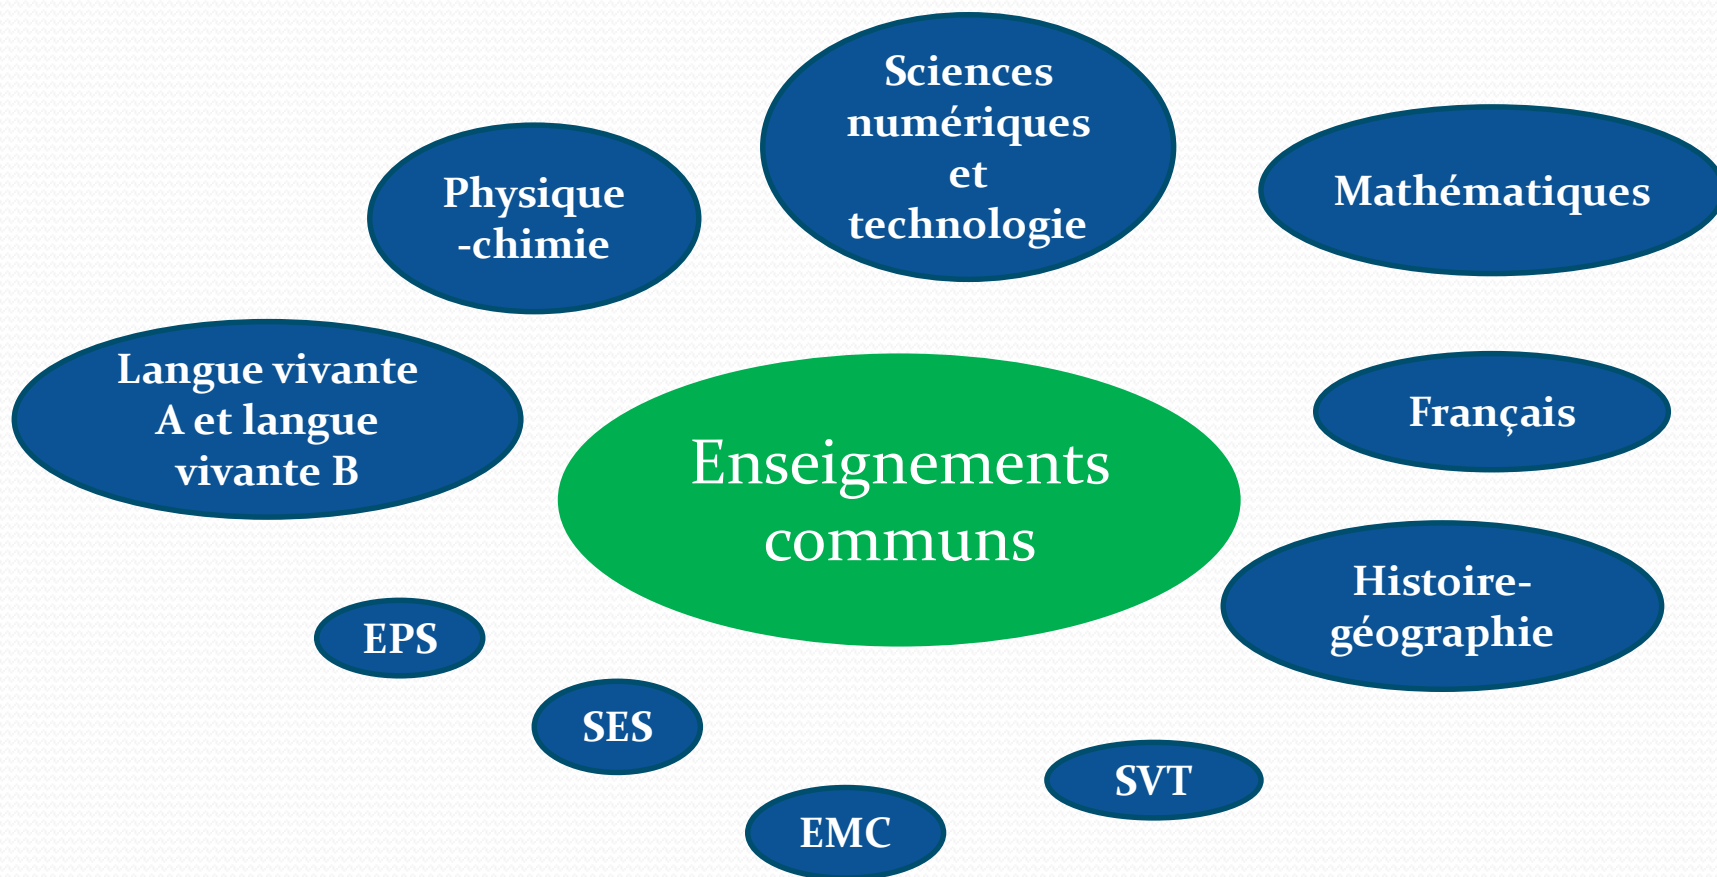 Sciences
numériques
et
technologie
Physique
-chimie
Mathématiques
Langue vivante
A et langue
vivante B
Français
Enseignements
communs
Histoire-
géographie
EPS
SES
SVT
EMC